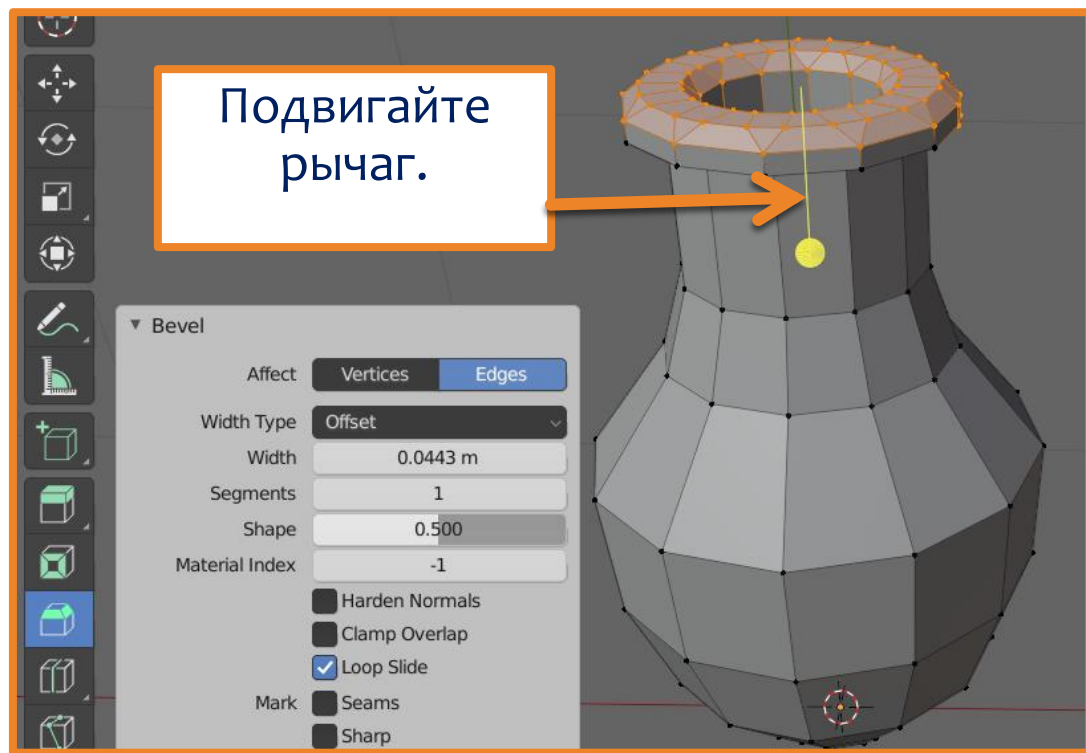 Подвигайте
рычаг.
Bevel
Affect Vertices Edges
Width Type Offset
Width 0.0443 m
Segments 1
Shape 0.500
Material Index -1
Harden Normals
Clamp Overlap
Loop Slide
Mark Seams
Sharp